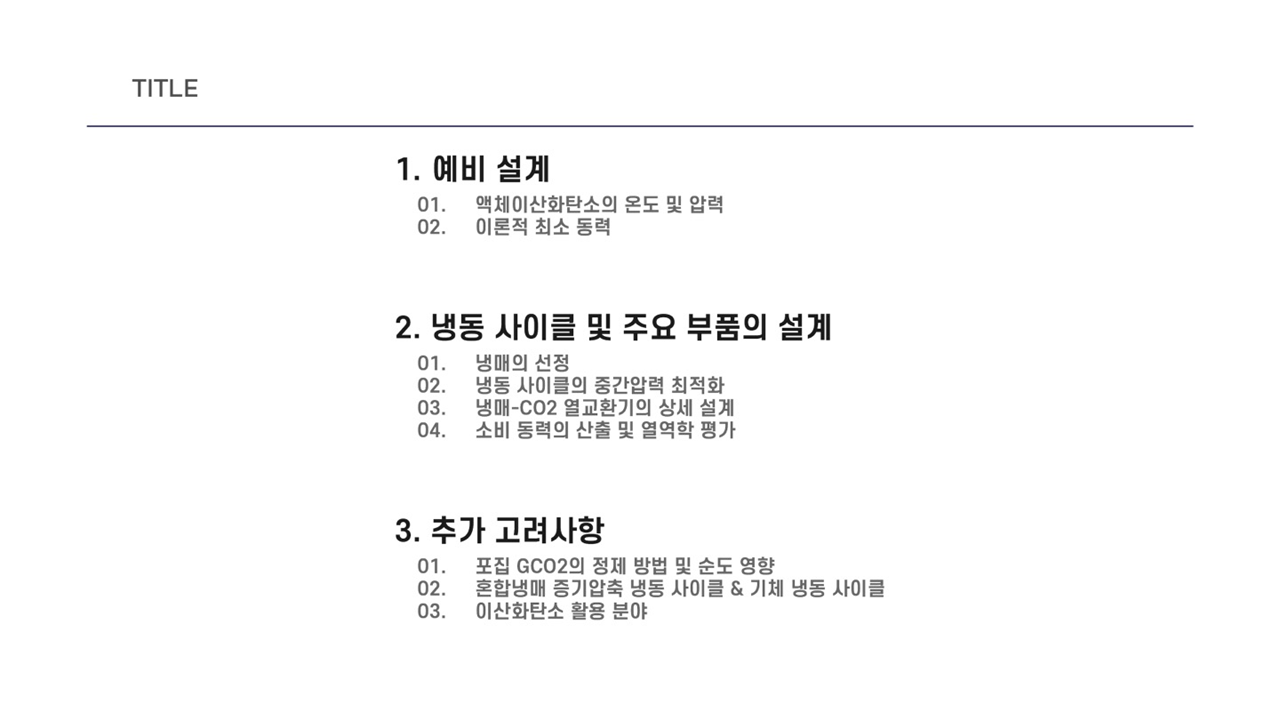 TITLE
1. 예비 설계
01. 액체이산화탄소의 온도 및 압력
02. 이론적 최소 동력
2. 냉동 사이클 및 주요 부품의 설계
01. 냉매의 선정
02. 냉동 사이클의 중간압력 최적화
03. 냉매-CO2 열교환기의 상세 설계
04. 소비 동력의 산출 및 열역학 평가
3. 추가 고려사항
01. 포집 GCO2의 정제 방법 및 순도 영향
02. 혼합냉매 증기압축 냉동 사이클 & 기체 냉동 사이클
03. 이산화탄소 활용 분야